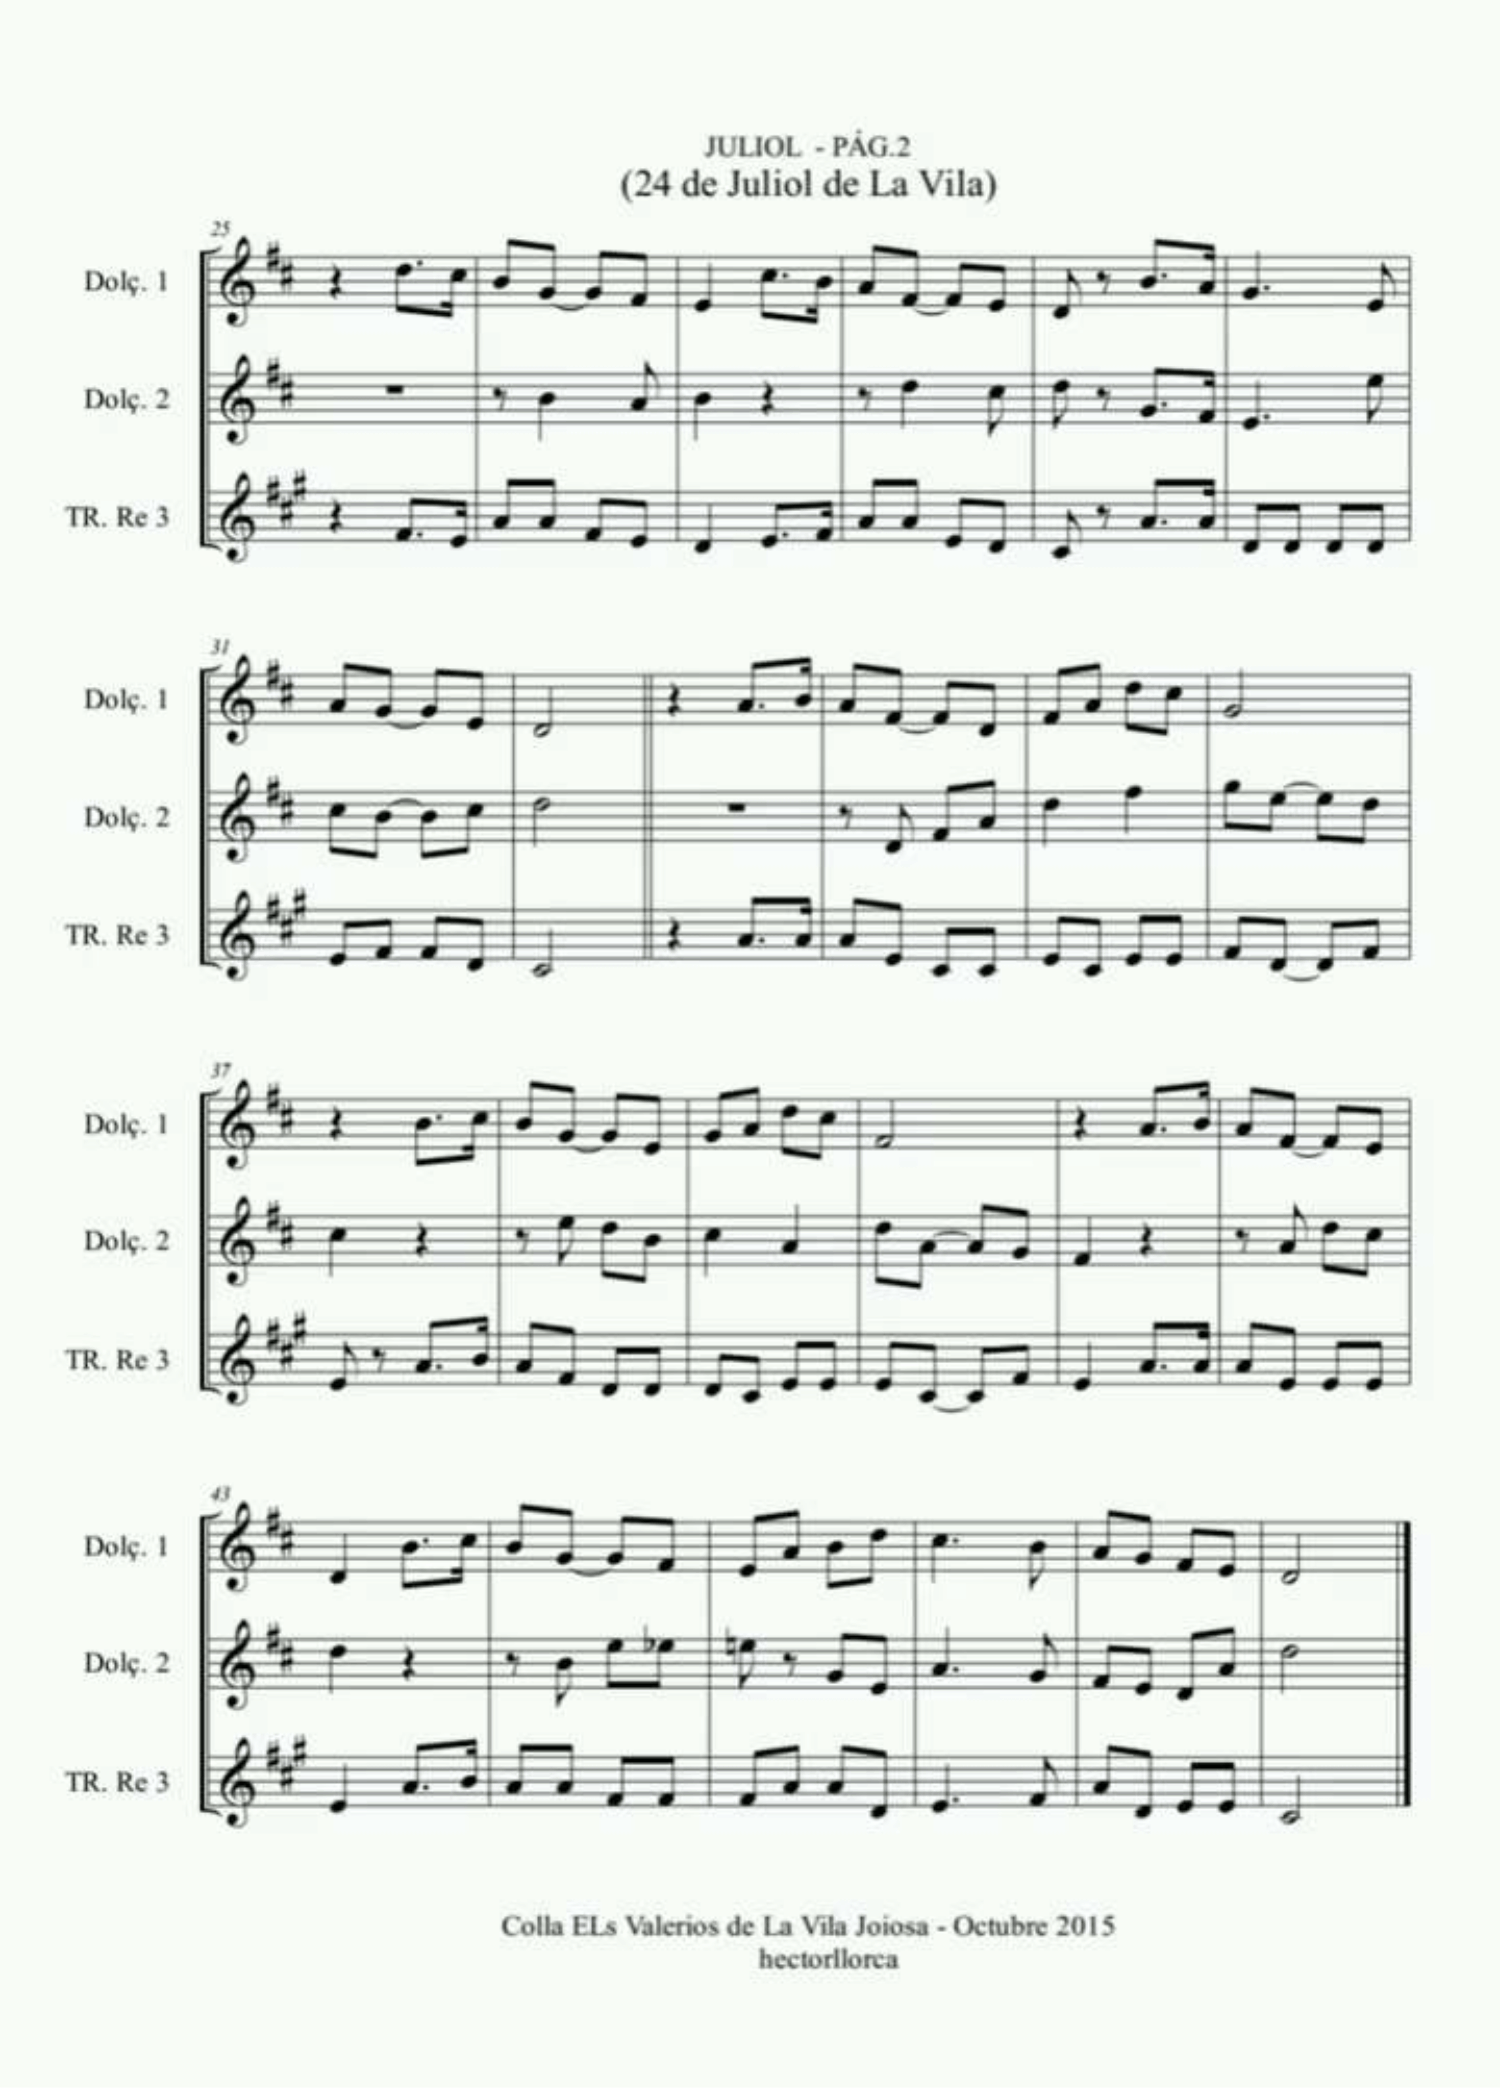 JULIOL - PÁG.2
(24 de Juliol de La Vila)
25
Dolç. 1
Dolç. 2
TR. Re 3
31
Dolç. 1
Dolç. 2
TR. Re 3
37
Dolç. 1
Dolç. 2
TR. Re 3
43
Dolç. 1
Dolç. 2
TR. Re 3
Colla ELs Valerios de La Vila Joiosa - Octubre 2015
hectorllorca